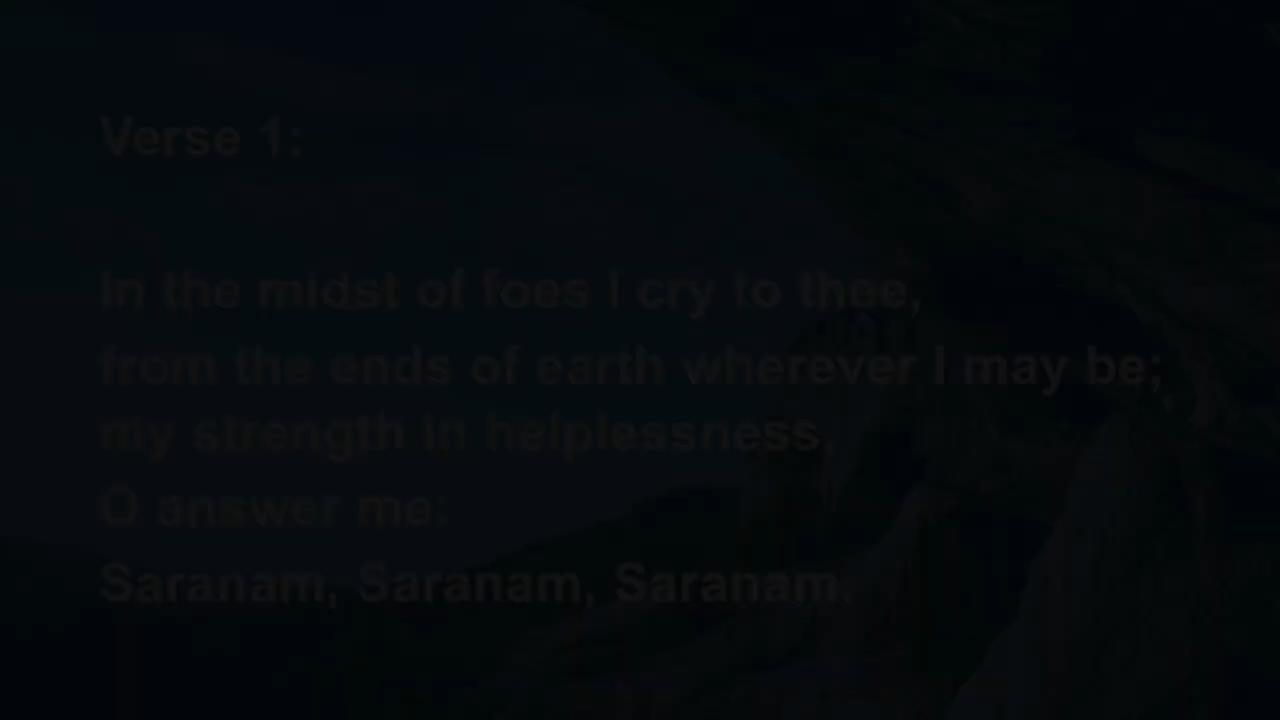 Verse 1:
In the midst of foes I cry to thee,
from the ends of earth wherever I may be;
my strength in helplessness,
O answer me:
Saranam, Saranam, Saranam.